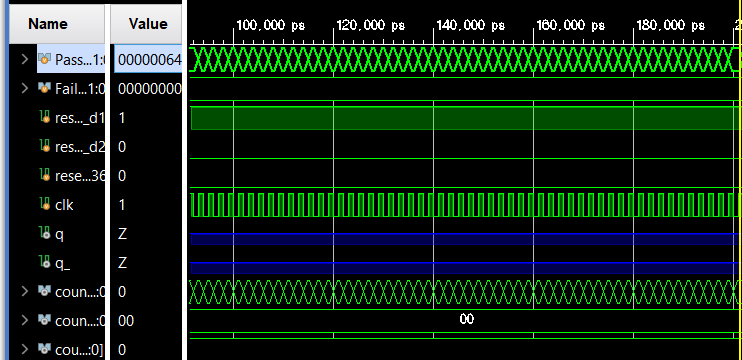 Name Value 100,000 ps 120,000 ps 140,000 ps 160,000 ps 180,000 ps 2
Pass...1:0 00000064
Fail...1:0 00000000
res..._d1 1
res..._d2 0
rese...36 0
clk 1
q Z
q_ Z
coun...:0 0
coun...:0 00 00
cou...:0] 0